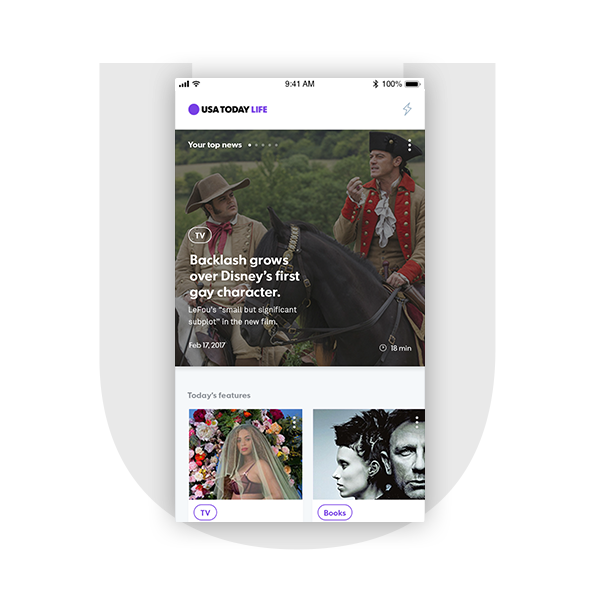 9:41 AM
100%
USA TODAY LIFE
Your top news
TV
Backlash grows
over Disney's first
gay character.
LeFou's "small but significant
subplot" in the new film.
Feb 17, 2017
18 min
Today's features
TV
Books